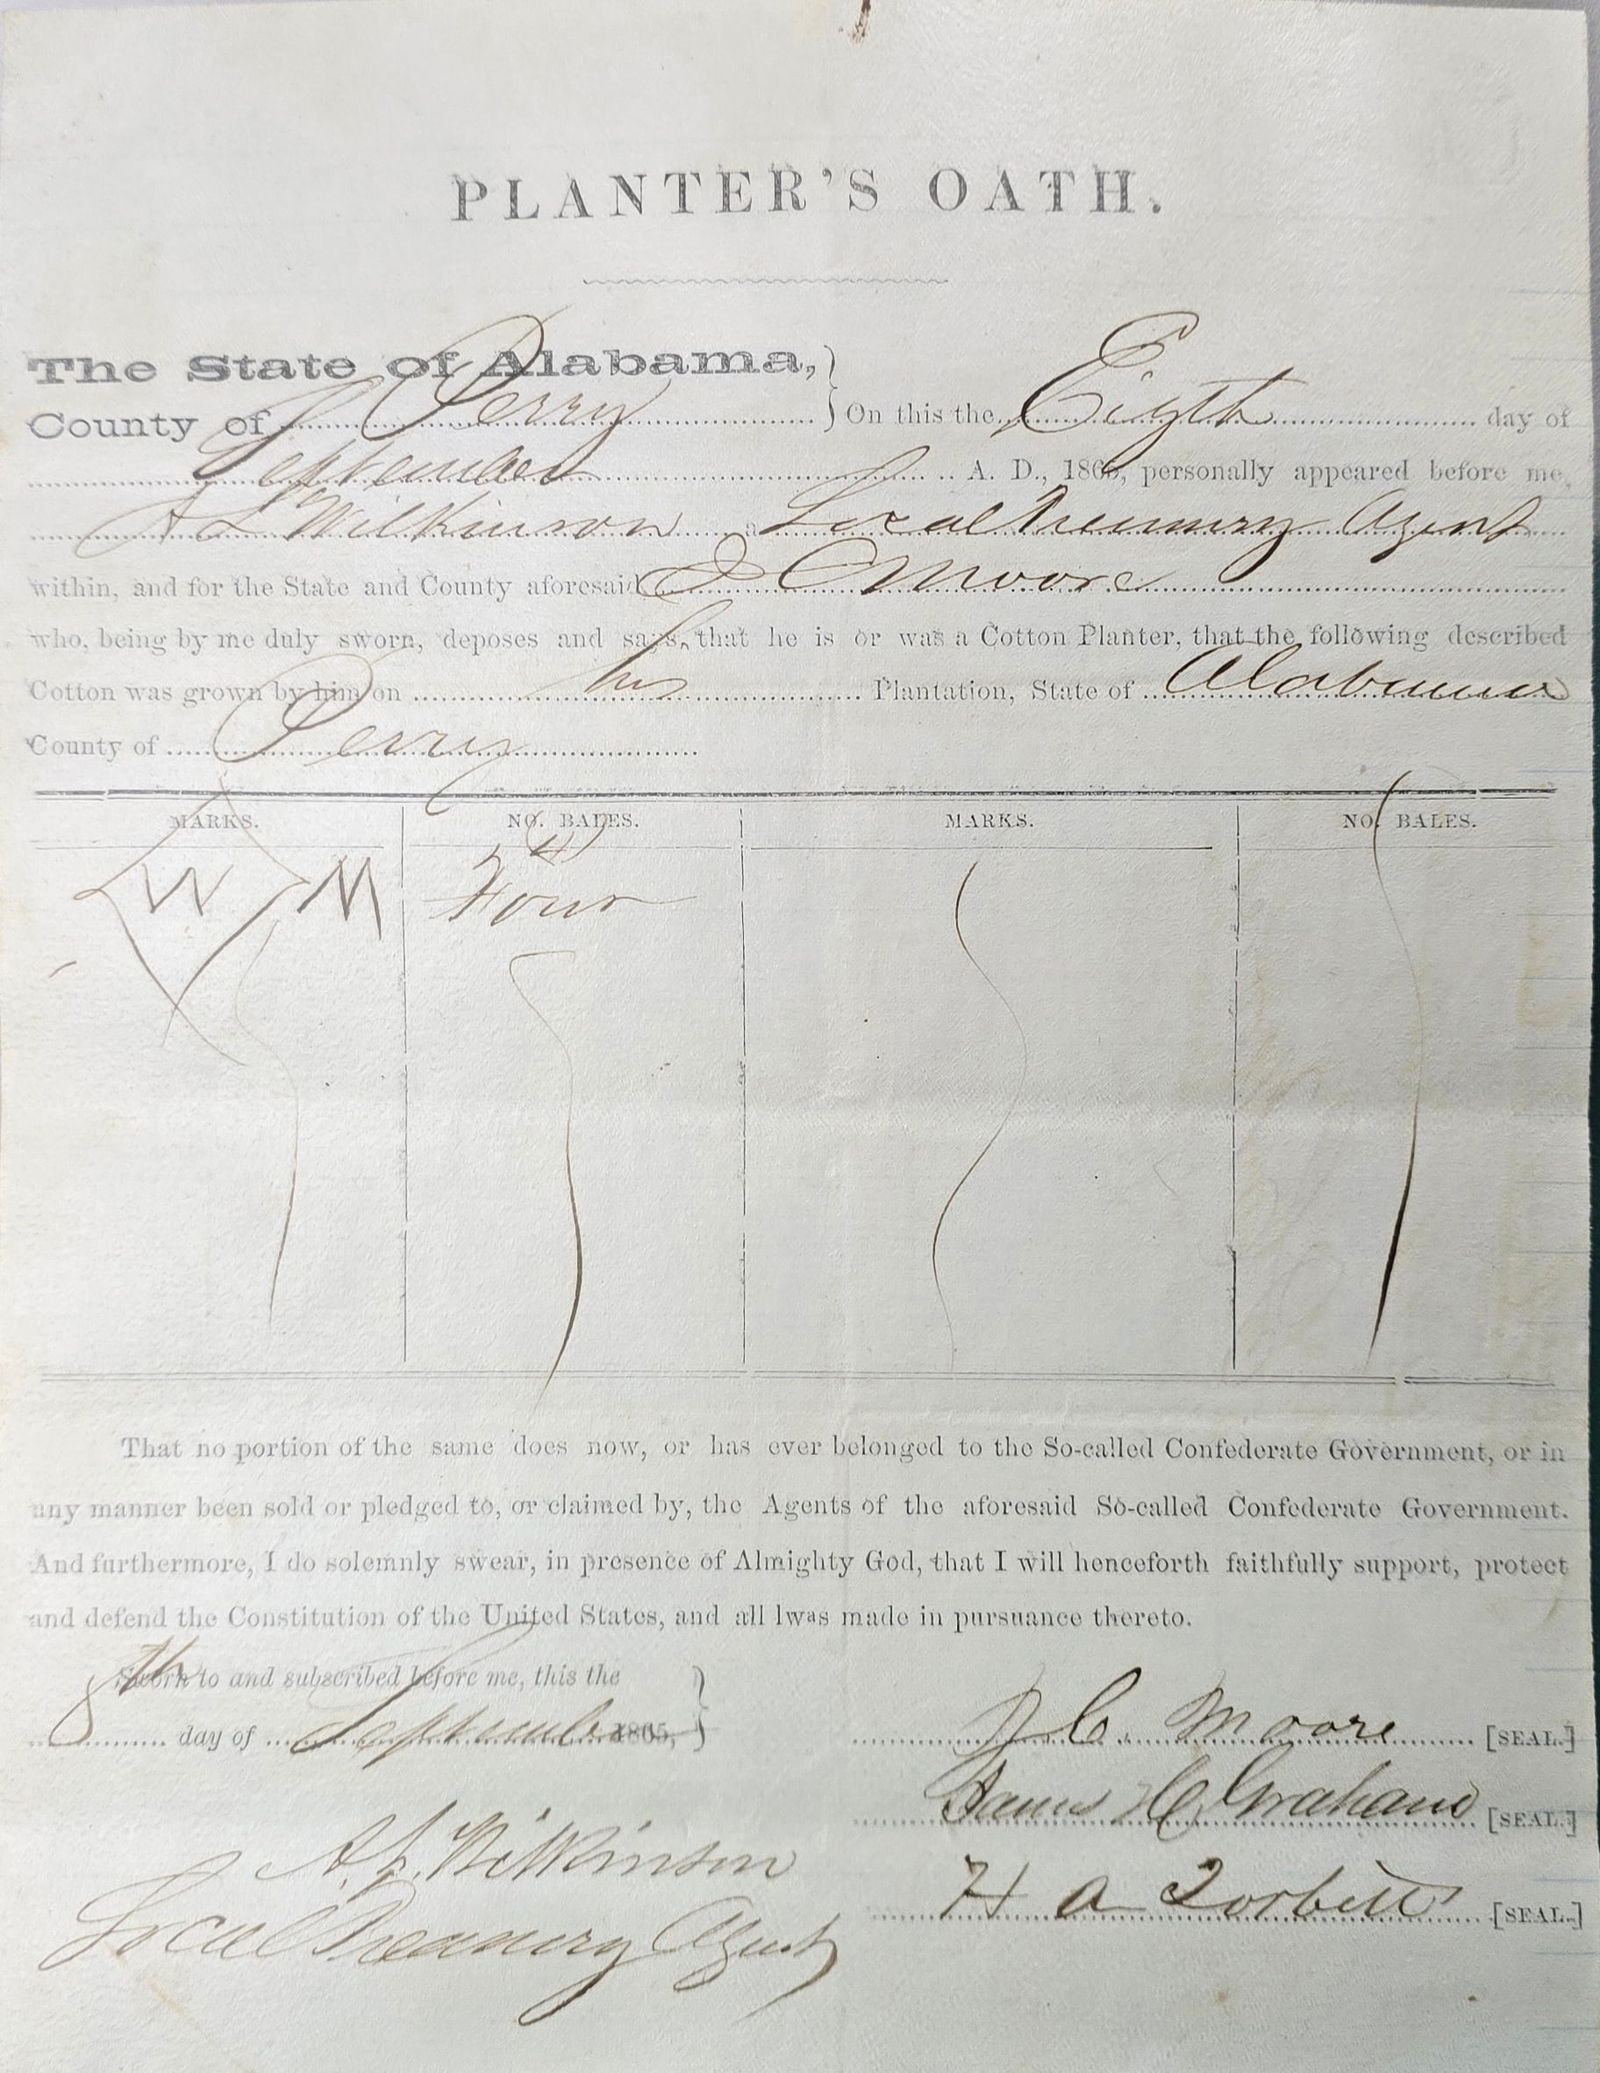 PLANTER'S OATH.
The State of Alabama,
County of Perry } On this the Eigth day of
September A. D., 1865, personally appeared before me,
A L Wilkinson a Local Treasury Agent
within, and for the State and County aforesaid J C Moore
who, being by me duly sworn, deposes and says, that he is or was a Cotton Planter, that the following described
Cotton was grown by him on his Plantation, State of Alabama
County of Perry
MARKS. NO. BALES. MARKS. NO. BALES.
(4)
W M Four
That no portion of the same does now, or has ever belonged to the So-called Confederate Government, or in
any manner been sold or pledged to, or claimed by, the Agents of the aforesaid So-called Confederate Government.
And furthermore, I do solemnly swear, in presence of Almighty God, that I will henceforth faithfully support, protect
and defend the Constitution of the United States, and all lwas made in pursuance thereto.
Sworn to and subscribed before me, this the
8th day of September 1865, }
J. C. Moore [SEAL.]
James H Graham [SEAL.]
A. L. Wilkinson
H A Torbert [SEAL.]
Local Treasury Agent